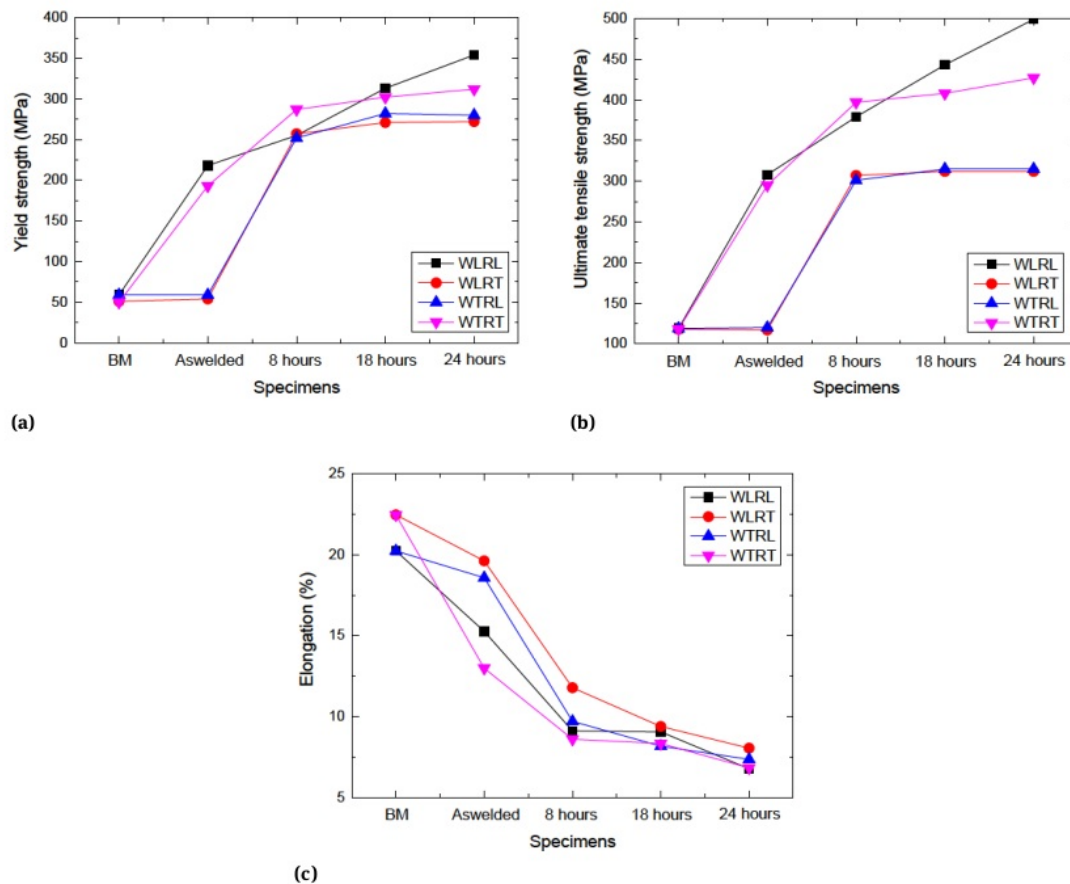 400
350
300
250
200
150
100
50
0
Yield strength (MPa)
BM Aswelded 8 hours 18 hours 24 hours
Specimens
WLRL
WLRT
WTRL
WTRT
(a)
500
450
400
350
300
250
200
150
100
Ultimate tensile strength (MPa)
BM Aswelded 8 hours 18 hours 24 hours
Specimens
WLRL
WLRT
WTRL
WTRT
(b)
25
20
15
10
5
Elongation (%)
BM Aswelded 8 hours 18 hours 24 hours
Specimens
WLRL
WLRT
WTRL
WTRT
(c)